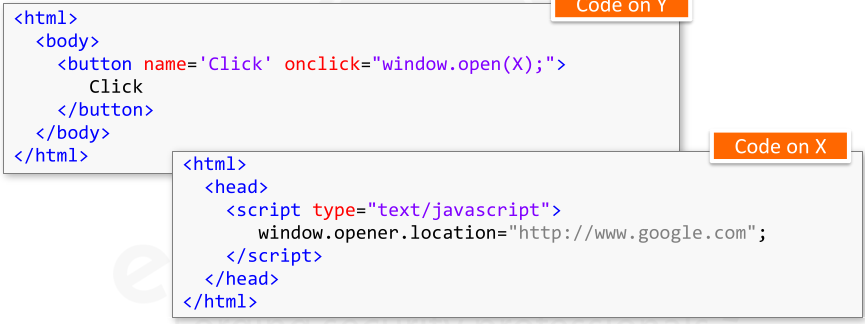 Code on Y
<html>
<body>
<button name='Click' onclick="window.open(X);">
Click
</button>
</body>
</html>
Code on X
<html>
<head>
<script type="text/javascript">
window.opener.location="http://www.google.com";
</script>
</head>
</html>